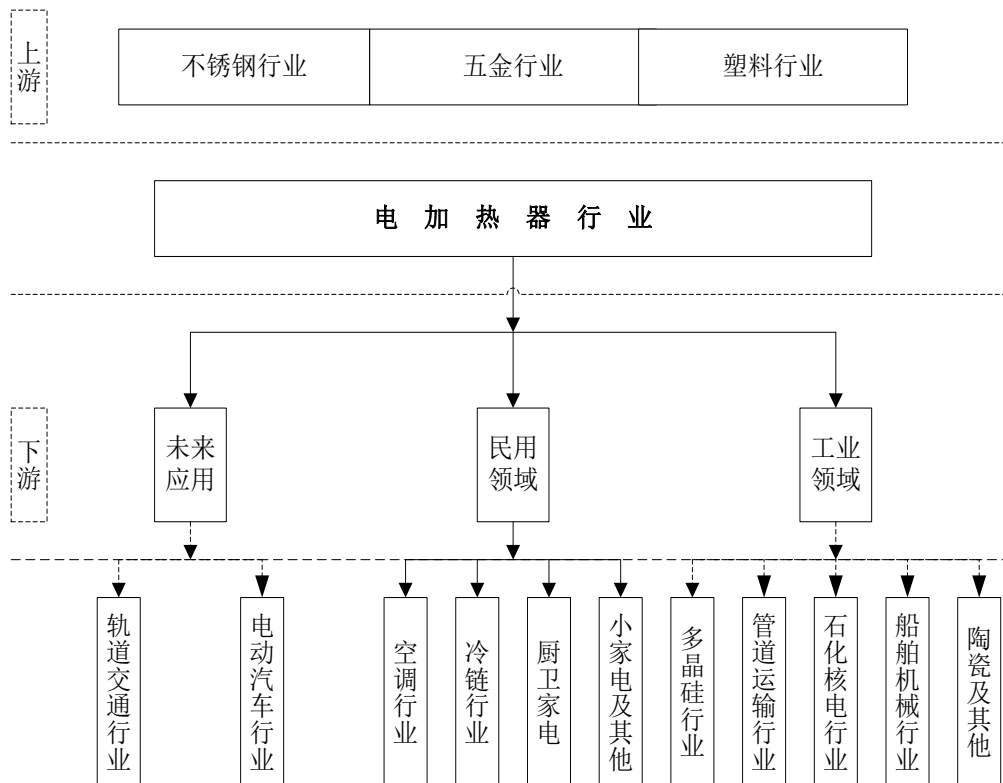 上游
不锈钢行业
五金行业
塑料行业
电加热器行业
下游
未来
应用
民用
领域
工业
领域
轨道交通行业
电动汽车行业
空调行业
冷链行业
厨卫家电
小家电及其他
多晶硅行业
管道运输行业
石化核电行业
船舶机械行业
陶瓷及其他